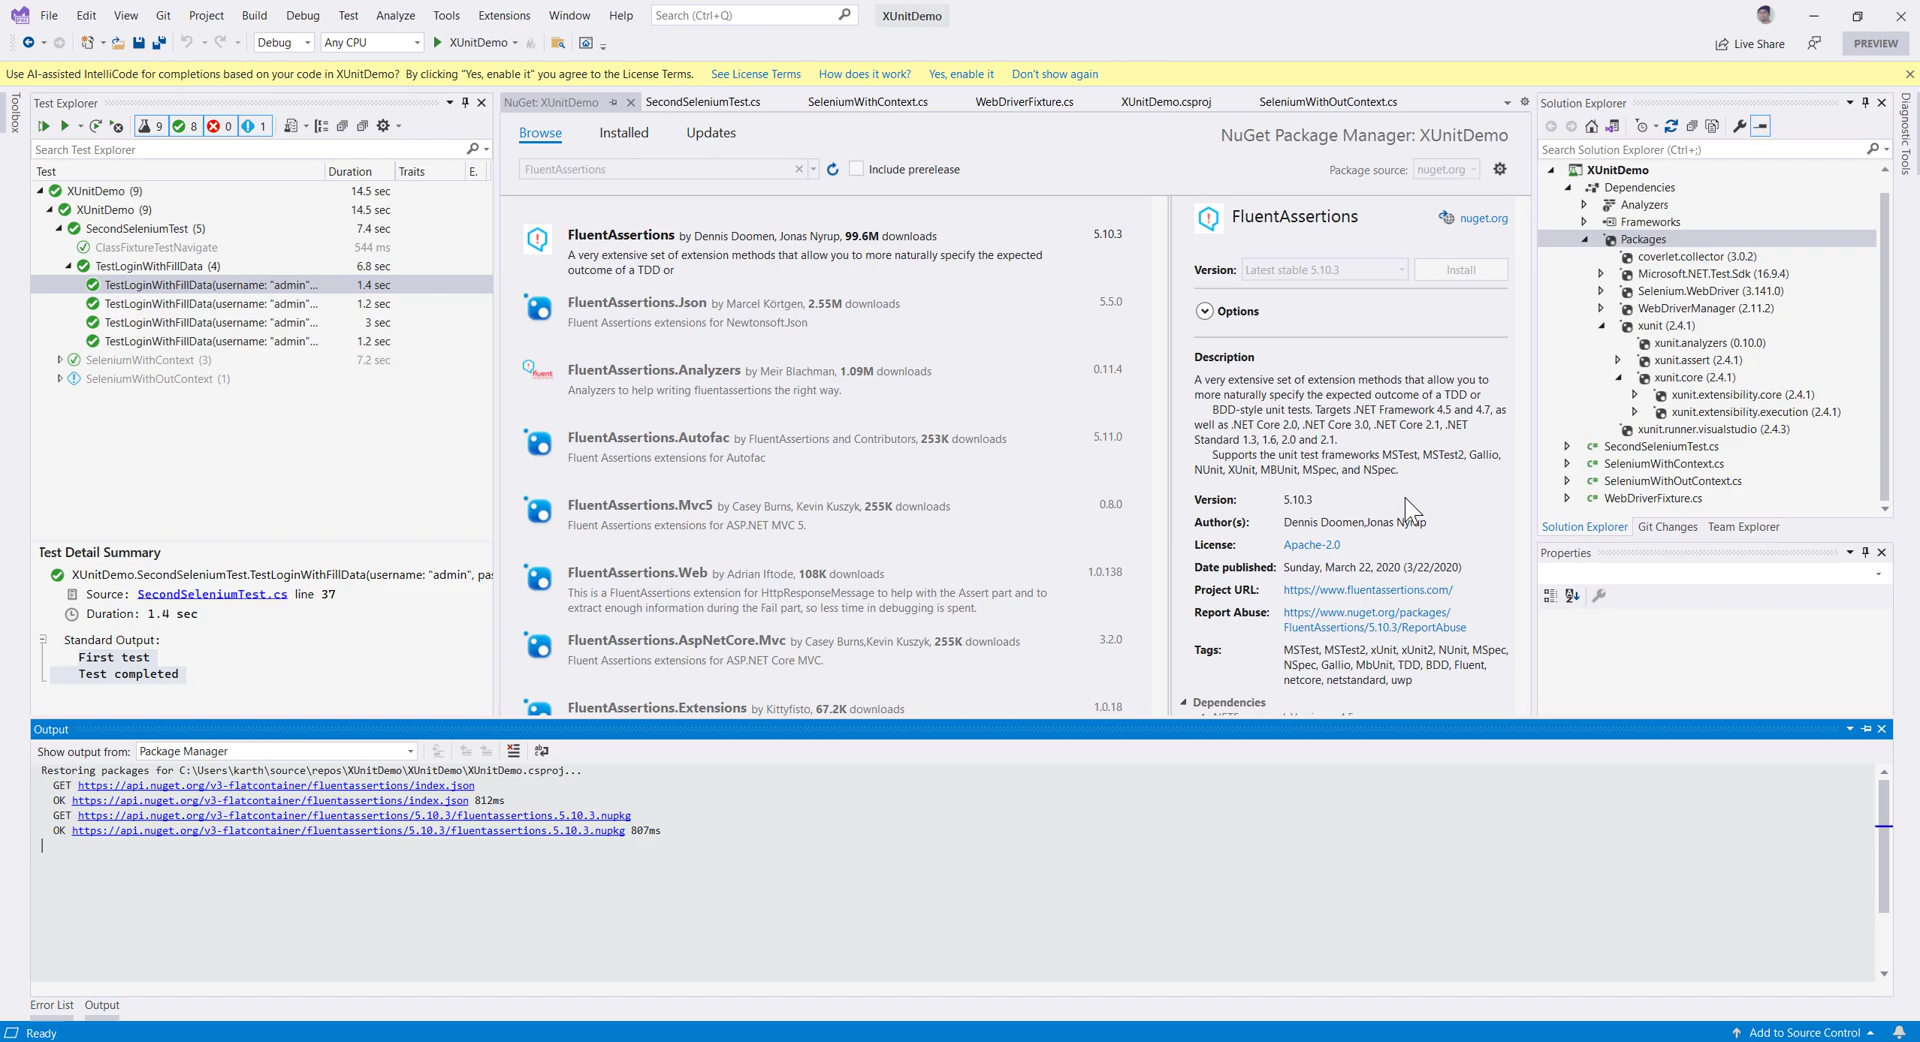 File Edit View Git Project Build Debug Test Analyze Tools Extensions Window Help Search (Ctrl+Q) XUnitDemo
Debug Any CPU XUnitDemo Live Share PREVIEW
Use AI-assisted IntelliCode for completions based on your code in XUnitDemo? By clicking "Yes, enable it" you agree to the License Terms. See License Terms How does it work? Yes, enable it Don't show again
Toolbox
Test Explorer
9 8 0 1
Search Test Explorer
Test Duration Traits E.
XUnitDemo (9) 14.5 sec
XUnitDemo (9) 14.5 sec
SecondSeleniumTest (5) 7.4 sec
ClassFixtureTestNavigate 544 ms
TestLoginWithFillData (4) 6.8 sec
TestLoginWithFillData(username: "admin"... 1.4 sec
TestLoginWithFillData(username: "admin"... 1.2 sec
TestLoginWithFillData(username: "admin"... 3 sec
TestLoginWithFillData(username: "admin"... 1.2 sec
SeleniumWithContext (3) 7.2 sec
SeleniumWithOutContext (1)
Test Detail Summary
XUnitDemo.SecondSeleniumTest.TestLoginWithFillData(username: "admin", pas
Source: SecondSeleniumTest.cs line 37
Duration: 1.4 sec
Standard Output:
First test
Test completed
NuGet: XUnitDemo SecondSeleniumTest.cs SeleniumWithContext.cs WebDriverFixture.cs XUnitDemo.csproj SeleniumWithOutContext.cs
Browse Installed Updates NuGet Package Manager: XUnitDemo
FluentAssertions Include prerelease Package source: nuget.org
FluentAssertions by Dennis Doomen, Jonas Nyrup, 99.6M downloads 5.10.3
A very extensive set of extension methods that allow you to more naturally specify the expected
outcome of a TDD or
FluentAssertions.Json by Marcel Körtgen, 2.55M downloads 5.5.0
Fluent Assertions extensions for Newtonsoft.Json
fluent
FluentAssertions.Analyzers by Meir Blachman, 1.09M downloads 0.11.4
Analyzers to help writing fluentassertions the right way.
FluentAssertions.Autofac by FluentAssertions and Contributors, 253K downloads 5.11.0
Fluent Assertions extensions for Autofac
FluentAssertions.Mvc5 by Casey Burns, Kevin Kuszyk, 255K downloads 0.8.0
Fluent Assertions extensions for ASP.NET MVC 5.
FluentAssertions.Web by Adrian Iftode, 108K downloads 1.0.138
This is a FluentAssertions extension for HttpResponseMessage to help with the Assert part and to
extract enough information during the Fail part, so less time in debugging is spent.
FluentAssertions.AspNetCore.Mvc by Casey Burns,Kevin Kuszyk, 255K downloads 3.2.0
Fluent Assertions extensions for ASP.NET Core MVC.
FluentAssertions.Extensions by Kittyfisto, 67.2K downloads 1.0.18
FluentAssertions nuget.org
Version: Latest stable 5.10.3 Install
Options
Description
A very extensive set of extension methods that allow you to
more naturally specify the expected outcome of a TDD or
BDD-style unit tests. Targets .NET Framework 4.5 and 4.7, as
well as .NET Core 2.0, .NET Core 3.0, .NET Core 2.1, .NET
Standard 1.3, 1.6, 2.0 and 2.1.
Supports the unit test frameworks MSTest, MSTest2, Gallio,
NUnit, XUnit, MBUnit, MSpec, and NSpec.
Version: 5.10.3
Author(s): Dennis Doomen,Jonas Nyrup
License: Apache-2.0
Date published: Sunday, March 22, 2020 (3/22/2020)
Project URL: https://www.fluentassertions.com/
Report Abuse: https://www.nuget.org/packages/
FluentAssertions/5.10.3/ReportAbuse
Tags: MSTest, MSTest2, xUnit, xUnit2, NUnit, MSpec,
NSpec, Gallio, MbUnit, TDD, BDD, Fluent,
netcore, netstandard, uwp
Dependencies
Solution Explorer
Search Solution Explorer (Ctrl+;)
XUnitDemo
Dependencies
Analyzers
Frameworks
Packages
coverlet.collector (3.0.2)
Microsoft.NET.Test.Sdk (16.9.4)
Selenium.WebDriver (3.141.0)
WebDriverManager (2.11.2)
xunit (2.4.1)
xunit.analyzers (0.10.0)
xunit.assert (2.4.1)
xunit.core (2.4.1)
xunit.extensibility.core (2.4.1)
xunit.extensibility.execution (2.4.1)
xunit.runner.visualstudio (2.4.3)
C# SecondSeleniumTest.cs
C# SeleniumWithContext.cs
C# SeleniumWithOutContext.cs
C# WebDriverFixture.cs
Solution Explorer Git Changes Team Explorer
Properties
Diagnostic Tools
Output
Show output from: Package Manager
Restoring packages for C:\Users\karth\source\repos\XUnitDemo\XUnitDemo\XUnitDemo.csproj...
GET https://api.nuget.org/v3-flatcontainer/fluentassertions/index.json
OK https://api.nuget.org/v3-flatcontainer/fluentassertions/index.json 812ms
GET https://api.nuget.org/v3-flatcontainer/fluentassertions/5.10.3/fluentassertions.5.10.3.nupkg
OK https://api.nuget.org/v3-flatcontainer/fluentassertions/5.10.3/fluentassertions.5.10.3.nupkg 807ms
Error List Output
Ready Add to Source Control